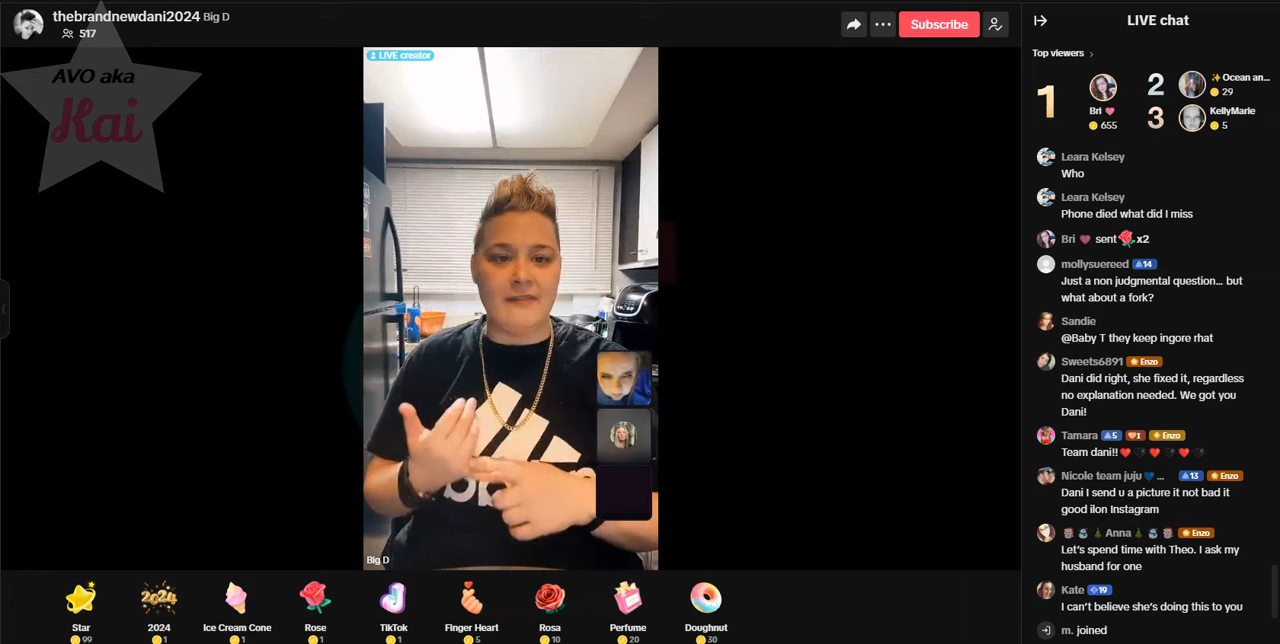 thebrandnewdani2024 Big D
517
Subscribe
AVO aka
Kai
LIVE creator
Big D
Star
99
2024
2024
1
Ice Cream Cone
1
Rose
1
TikTok
1
Finger Heart
5
Rosa
10
Perfume
20
Doughnut
30
LIVE chat
Top viewers
1
Bri
655
2
Ocean an...
29
3
KellyMarie
5
Leara Kelsey
Who
Leara Kelsey
Phone died what did I miss
Bri sent x2
mollysuereed 14
Just a non judgmental question... but
what about a fork?
Sandie
@Baby T they keep ingore rhat
Sweets6891 Enzo
Dani did right, she fixed it, regardless
no explanation needed. We got you
Dani!
Tamara 5 I Enzo
Team dani!!
Nicole team juju ... 13 Enzo
Dani I send u a picture it not bad it
good ilon Instagram
Anna Enzo
Let's spend time with Theo. I ask my
husband for one
Kate 19
I can't believe she's doing this to you
m. joined